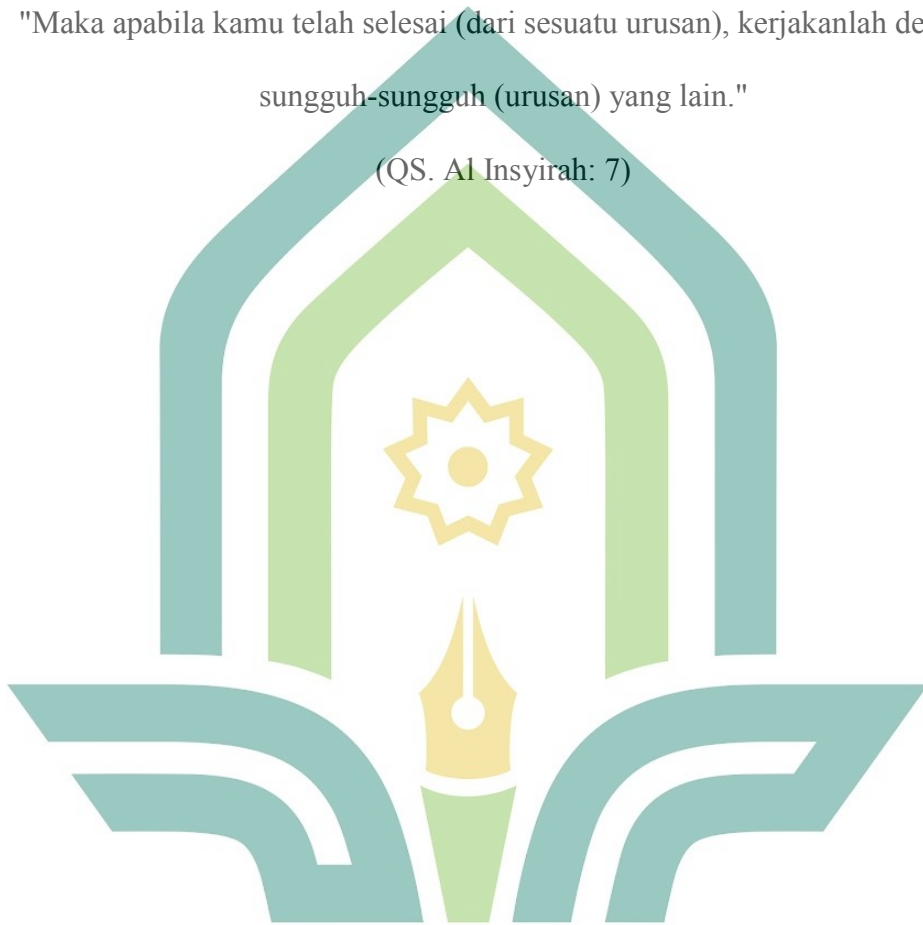 "Maka apabila kamu telah selesai (dari sesuatu urusan), kerjakanlah de
sungguh-sungguh (urusan) yang lain."
(QS. Al Insyirah: 7)